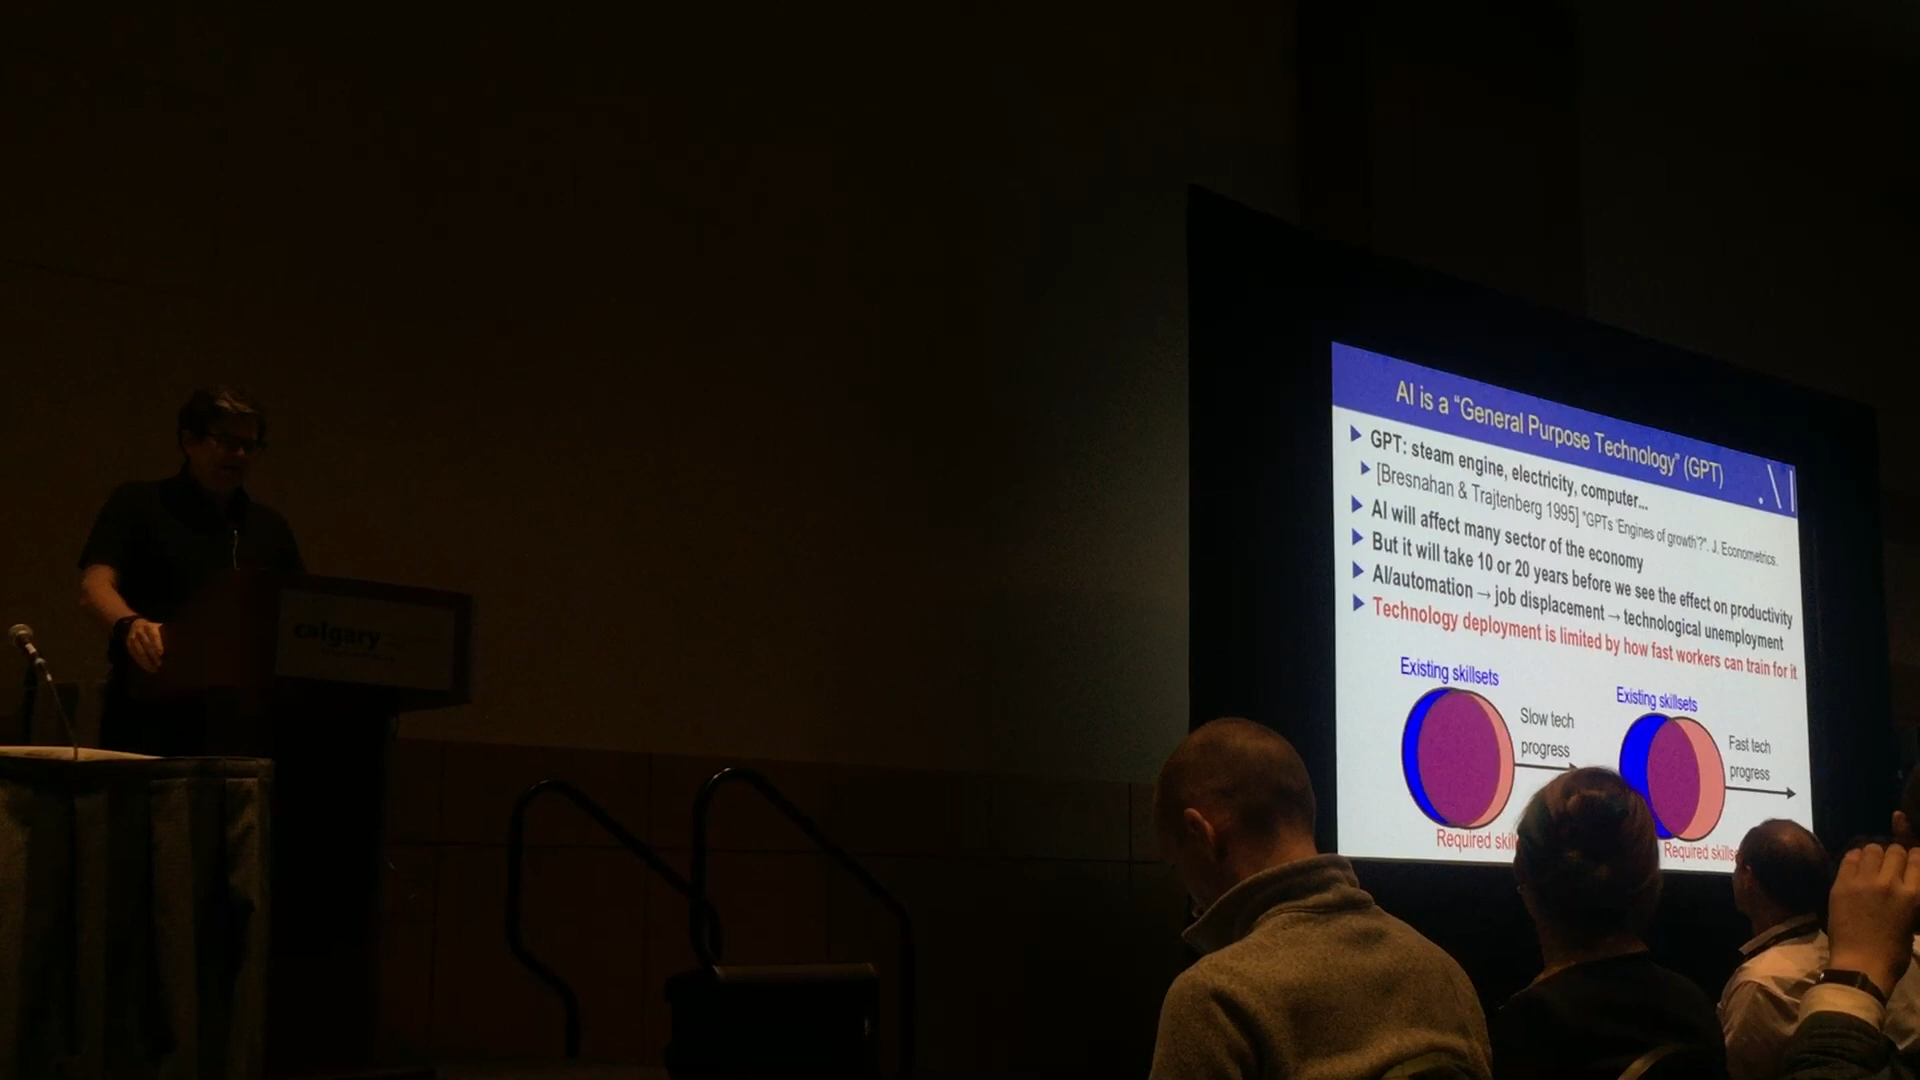 calgary
AI is a “General Purpose Technology” (GPT)
GPT: steam engine, electricity, computer...
[Bresnahan & Trajtenberg 1995] "GPTs 'Engines of growth?". J. Econometrics.
AI will affect many sector of the economy
But it will take 10 or 20 years before we see the effect on productivity
AI/automation → job displacement → technological unemployment
Technology deployment is limited by how fast workers can train for it
Existing skillsets
Slow tech
progress
Required
Existing skillsets
Fast tech
progress
Required